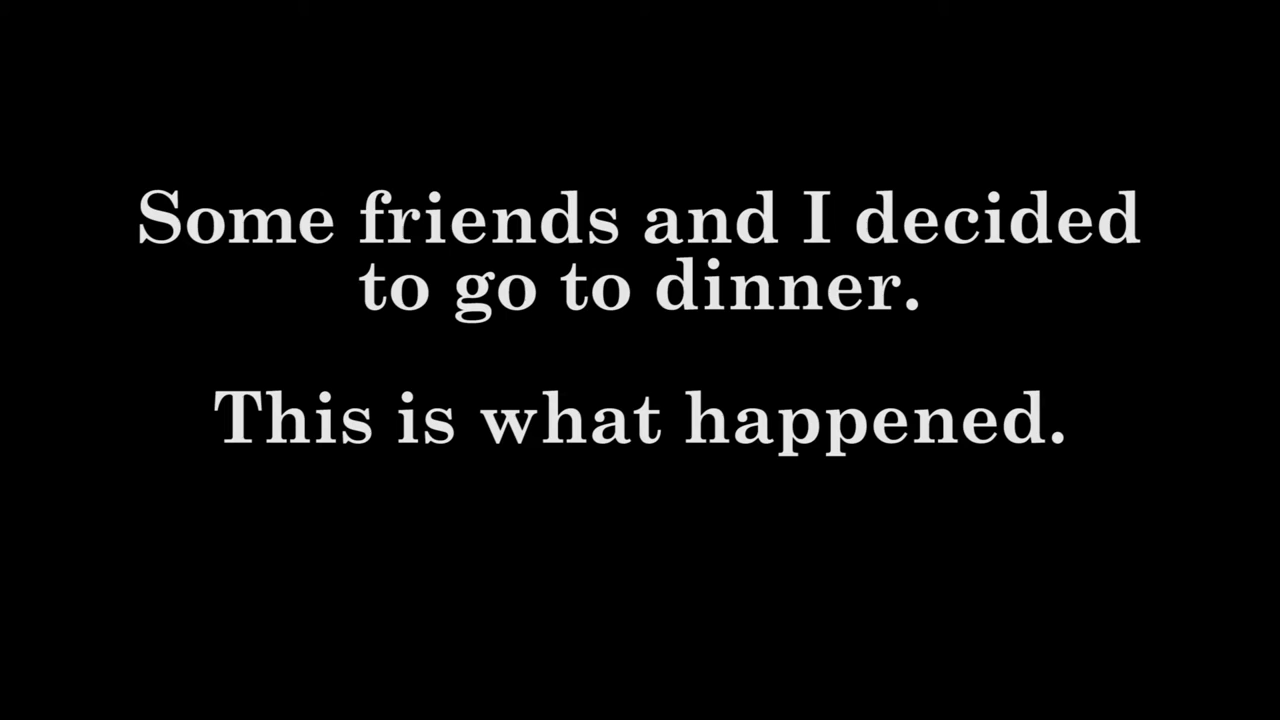 Some friends and I decided
to go to dinner.
This is what happened.